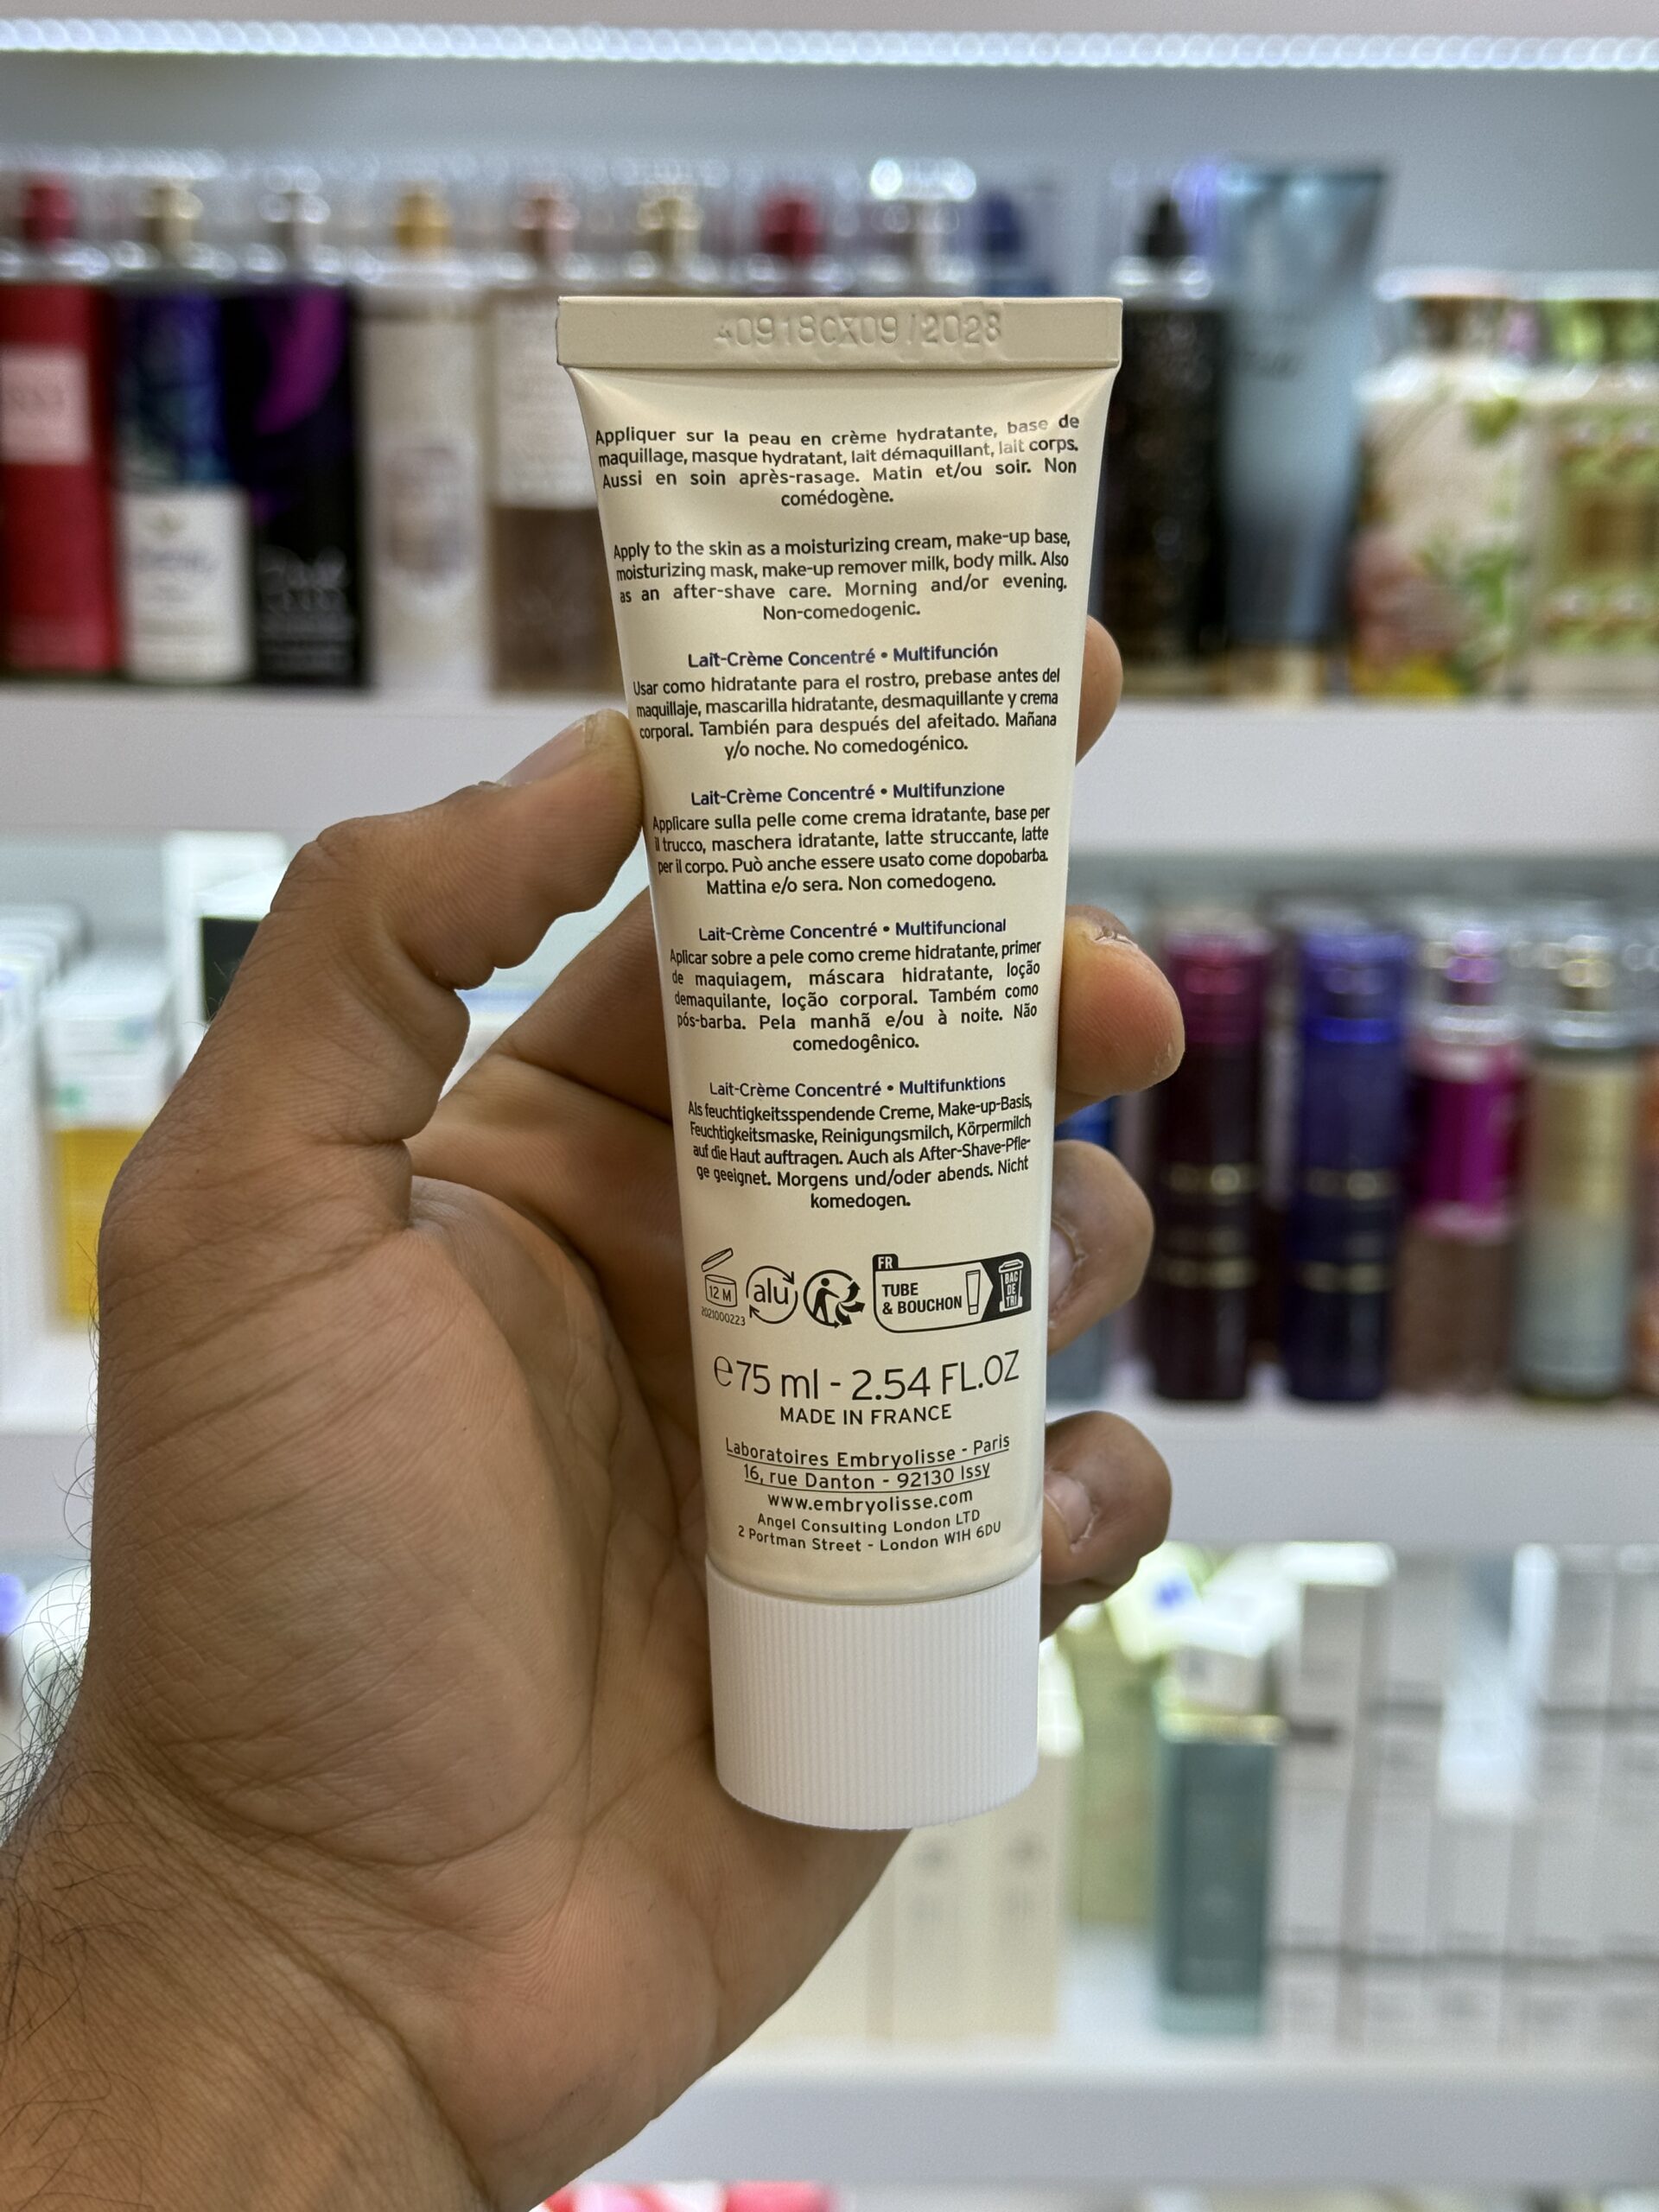 40918CX09/2028
Appliquer sur la peau en crème hydratante, base de
maquillage, masque hydratant, lait démaquillant, lait corps.
Aussi en soin après-rasage. Matin et/ou soir. Non
comédogène.
Apply to the skin as a moisturizing cream, make-up base,
moisturizing mask, make-up remover milk, body milk. Also
as an after-shave care. Morning and/or evening.
Non-comedogenic.
Lait-Crème Concentré • Multifunción
Usar como hidratante para el rostro, prebase antes del
maquillaje, mascarilla hidratante, desmaquillante y crema
corporal. También para después del afeitado. Mañana
y/o noche. No comedogénico.
Lait-Crème Concentré • Multifunzione
Applicare sulla pelle come crema idratante, base per
il trucco, maschera idratante, latte struccante, latte
per il corpo. Può anche essere usato come dopobarba.
Mattina e/o sera. Non comedogeno.
Lait-Crème Concentré • Multifuncional
Aplicar sobre a pele como creme hidratante, primer
de maquiagem, máscara hidratante, loção
demaquilante, loção corporal. Também como
pós-barba. Pela manhã e/ou à noite. Não
comedogênico.
Lait-Crème Concentré • Multifunktions
Als feuchtigkeitsspendende Creme, Make-up-Basis,
Feuchtigkeitsmaske, Reinigungsmilch, Körpermilch
auf die Haut auftragen. Auch als After-Shave-Pfle-
ge geeignet. Morgens und/oder abends. Nicht
komedogen.
12 M
2021000223
alu
FR
TUBE
& BOUCHON
BAC
DE
TRI
℮75 ml - 2.54 FL.OZ
MADE IN FRANCE
Laboratoires Embryolisse - Paris
16, rue Danton - 92130 Issy
www.embryolisse.com
Angel Consulting London LTD
2 Portman Street - London W1H 6DU